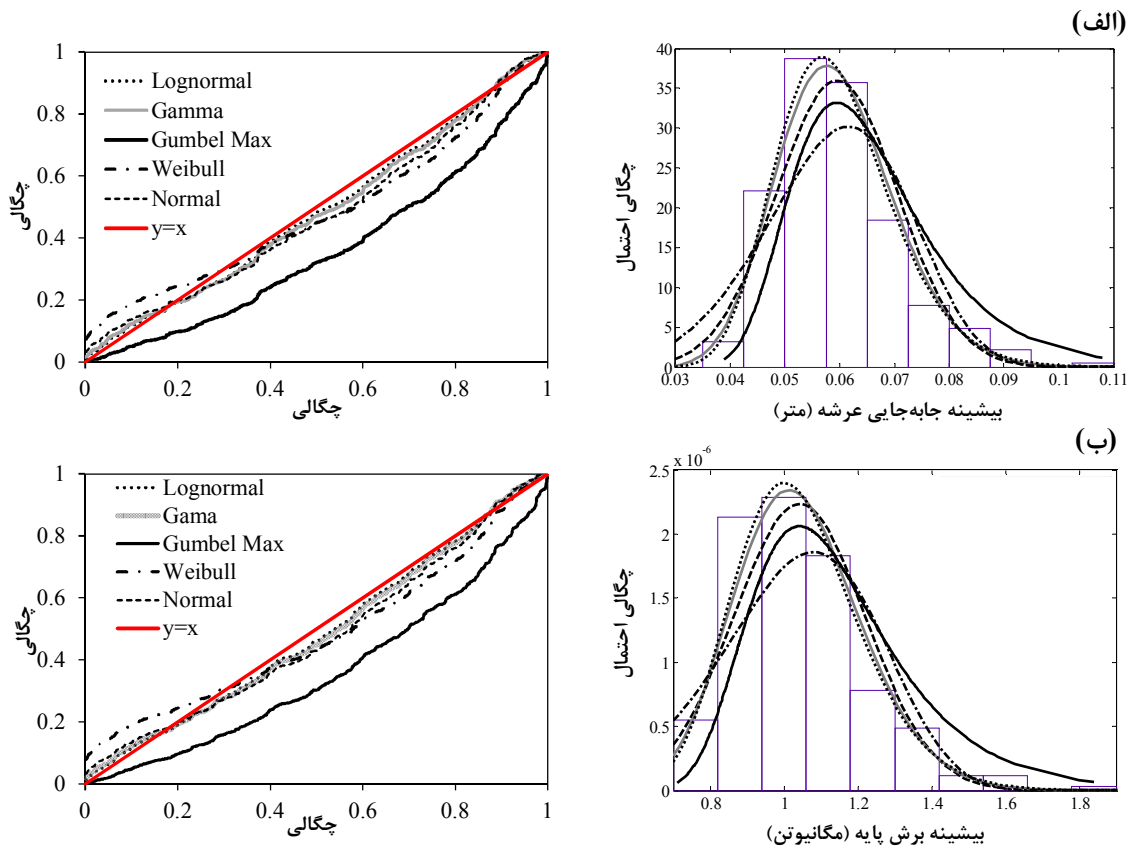 (الف)
1
0.8
0.6
0.4
0.2
0
0
0.2
0.4
0.6
0.8
1
چگالی
چگالی
Lognormal
Gamma
Gumbel Max
Weibull
Normal
y=x
40
35
30
25
20
15
10
5
0
0.03
0.04
0.05
0.06
0.07
0.08
0.09
0.1
0.11
چگالی احتمال
بیشینه جابه‌جایی عرشه (متر)
(ب)
1
0.8
0.6
0.4
0.2
0
0
0.2
0.4
0.6
0.8
1
چگالی
چگالی
Lognormal
Gama
Gumbel Max
Weibull
Normal
y=x
x 10⁻⁶
2.5
2
1.5
1
0.5
0
0.8
1
1.2
1.4
1.6
1.8
چگالی احتمال
بیشینه برش پایه (مگانیوتن)